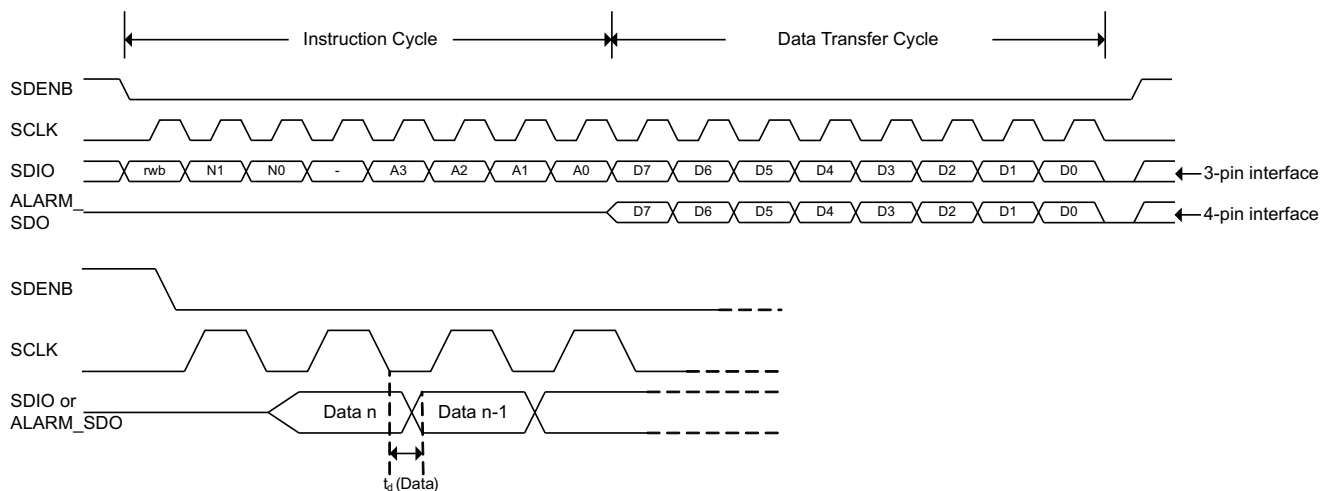 Instruction Cycle Data Transfer Cycle
SDENB
SCLK
SDIO rwb N1 N0 - A3 A2 A1 A0 D7 D6 D5 D4 D3 D2 D1 D0 3-pin interface
ALARM_
SDO D7 D6 D5 D4 D3 D2 D1 D0 4-pin interface
SDENB
SCLK
SDIO or
ALARM_SDO Data n Data n-1
td (Data)